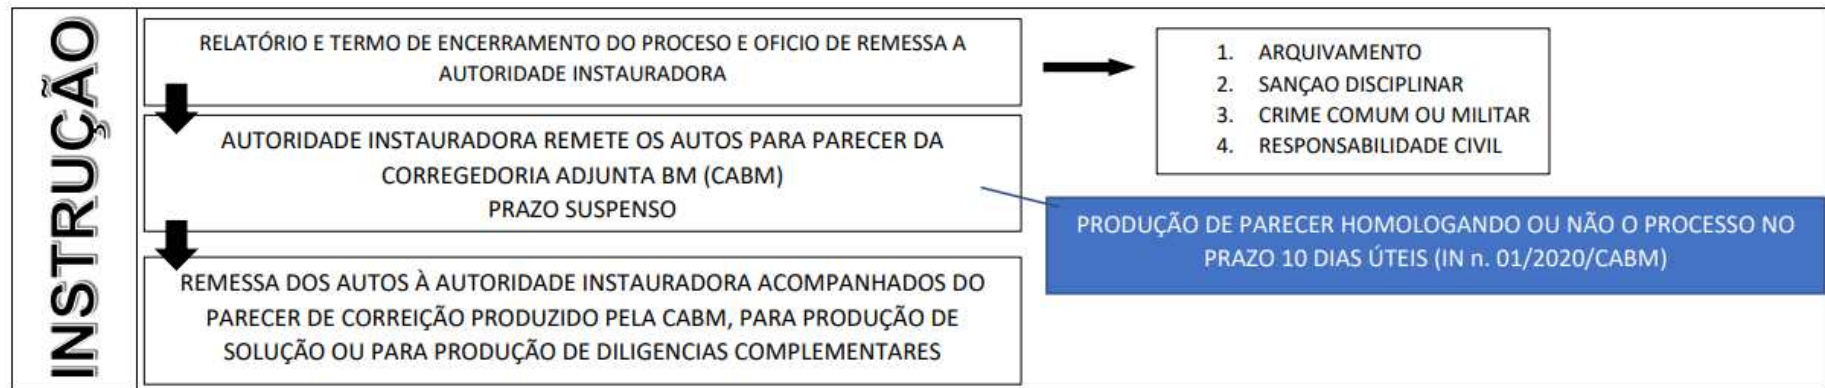 INSTRUÇÃO
RELATÓRIO E TERMO DE ENCERRAMENTO DO PROCESO E OFICIO DE REMESSA A
AUTORIDADE INSTAURADORA
1. ARQUIVAMENTO
2. SANÇAO DISCIPLINAR
3. CRIME COMUM OU MILITAR
4. RESPONSABILIDADE CIVIL
AUTORIDADE INSTAURADORA REMETE OS AUTOS PARA PARECER DA
CORREGEDORIA ADJUNTA BM (CABM)
PRAZO SUSPENSO
PRODUÇÃO DE PARECER HOMOLOGANDO OU NÃO O PROCESSO NO
PRAZO 10 DIAS ÚTEIS (IN n. 01/2020/CABM)
REMESSA DOS AUTOS À AUTORIDADE INSTAURADORA ACOMPANHADOS DO
PARECER DE CORREIÇÃO PRODUZIDO PELA CABM, PARA PRODUÇÃO DE
SOLUÇÃO OU PARA PRODUÇÃO DE DILIGENCIAS COMPLEMENTARES